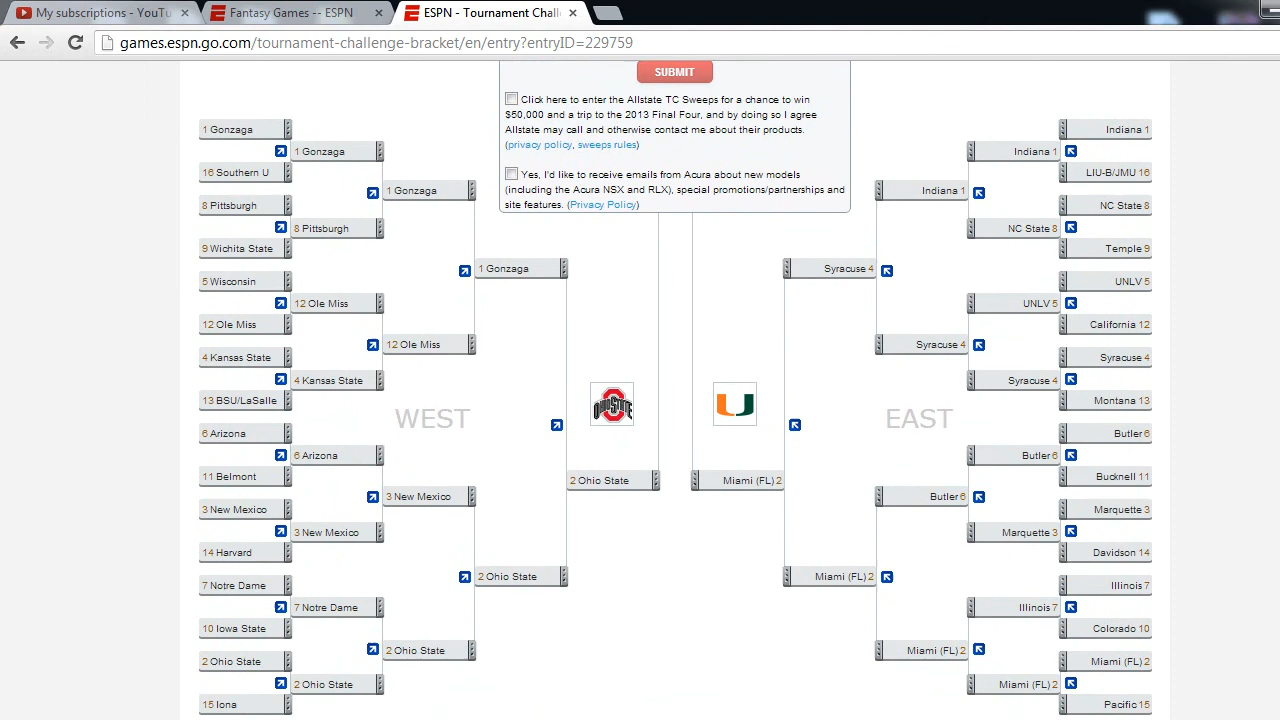 My subscriptions - YouTu
Fantasy Games -- ESPN
ESPN - Tournament Chall
games.espn.go.com/tournament-challenge-bracket/en/entry?entryID=229759
SUBMIT
Click here to enter the Allstate TC Sweeps for a chance to win
$50,000 and a trip to the 2013 Final Four, and by doing so I agree
Allstate may call and otherwise contact me about their products.
(privacy policy, sweeps rules)
Yes, I'd like to receive emails from Acura about new models
(including the Acura NSX and RLX), special promotions/partnerships and
site features. (Privacy Policy)
1 Gonzaga
16 Southern U
8 Pittsburgh
9 Wichita State
5 Wisconsin
12 Ole Miss
4 Kansas State
13 BSU/LaSalle
6 Arizona
11 Belmont
3 New Mexico
14 Harvard
7 Notre Dame
10 Iowa State
2 Ohio State
15 Iona
1 Gonzaga
8 Pittsburgh
12 Ole Miss
4 Kansas State
6 Arizona
3 New Mexico
7 Notre Dame
2 Ohio State
1 Gonzaga
12 Ole Miss
3 New Mexico
2 Ohio State
1 Gonzaga
2 Ohio State
WEST
OHIO STATE
2 Ohio State
U
Miami (FL) 2
EAST
Syracuse 4
Miami (FL) 2
Indiana 1
Syracuse 4
Butler 6
Miami (FL) 2
Indiana 1
NC State 8
UNLV 5
Syracuse 4
Butler 6
Marquette 3
Illinois 7
Miami (FL) 2
Indiana 1
LIU-B/JMU 16
NC State 8
Temple 9
UNLV 5
California 12
Syracuse 4
Montana 13
Butler 6
Bucknell 11
Marquette 3
Davidson 14
Illinois 7
Colorado 10
Miami (FL) 2
Pacific 15